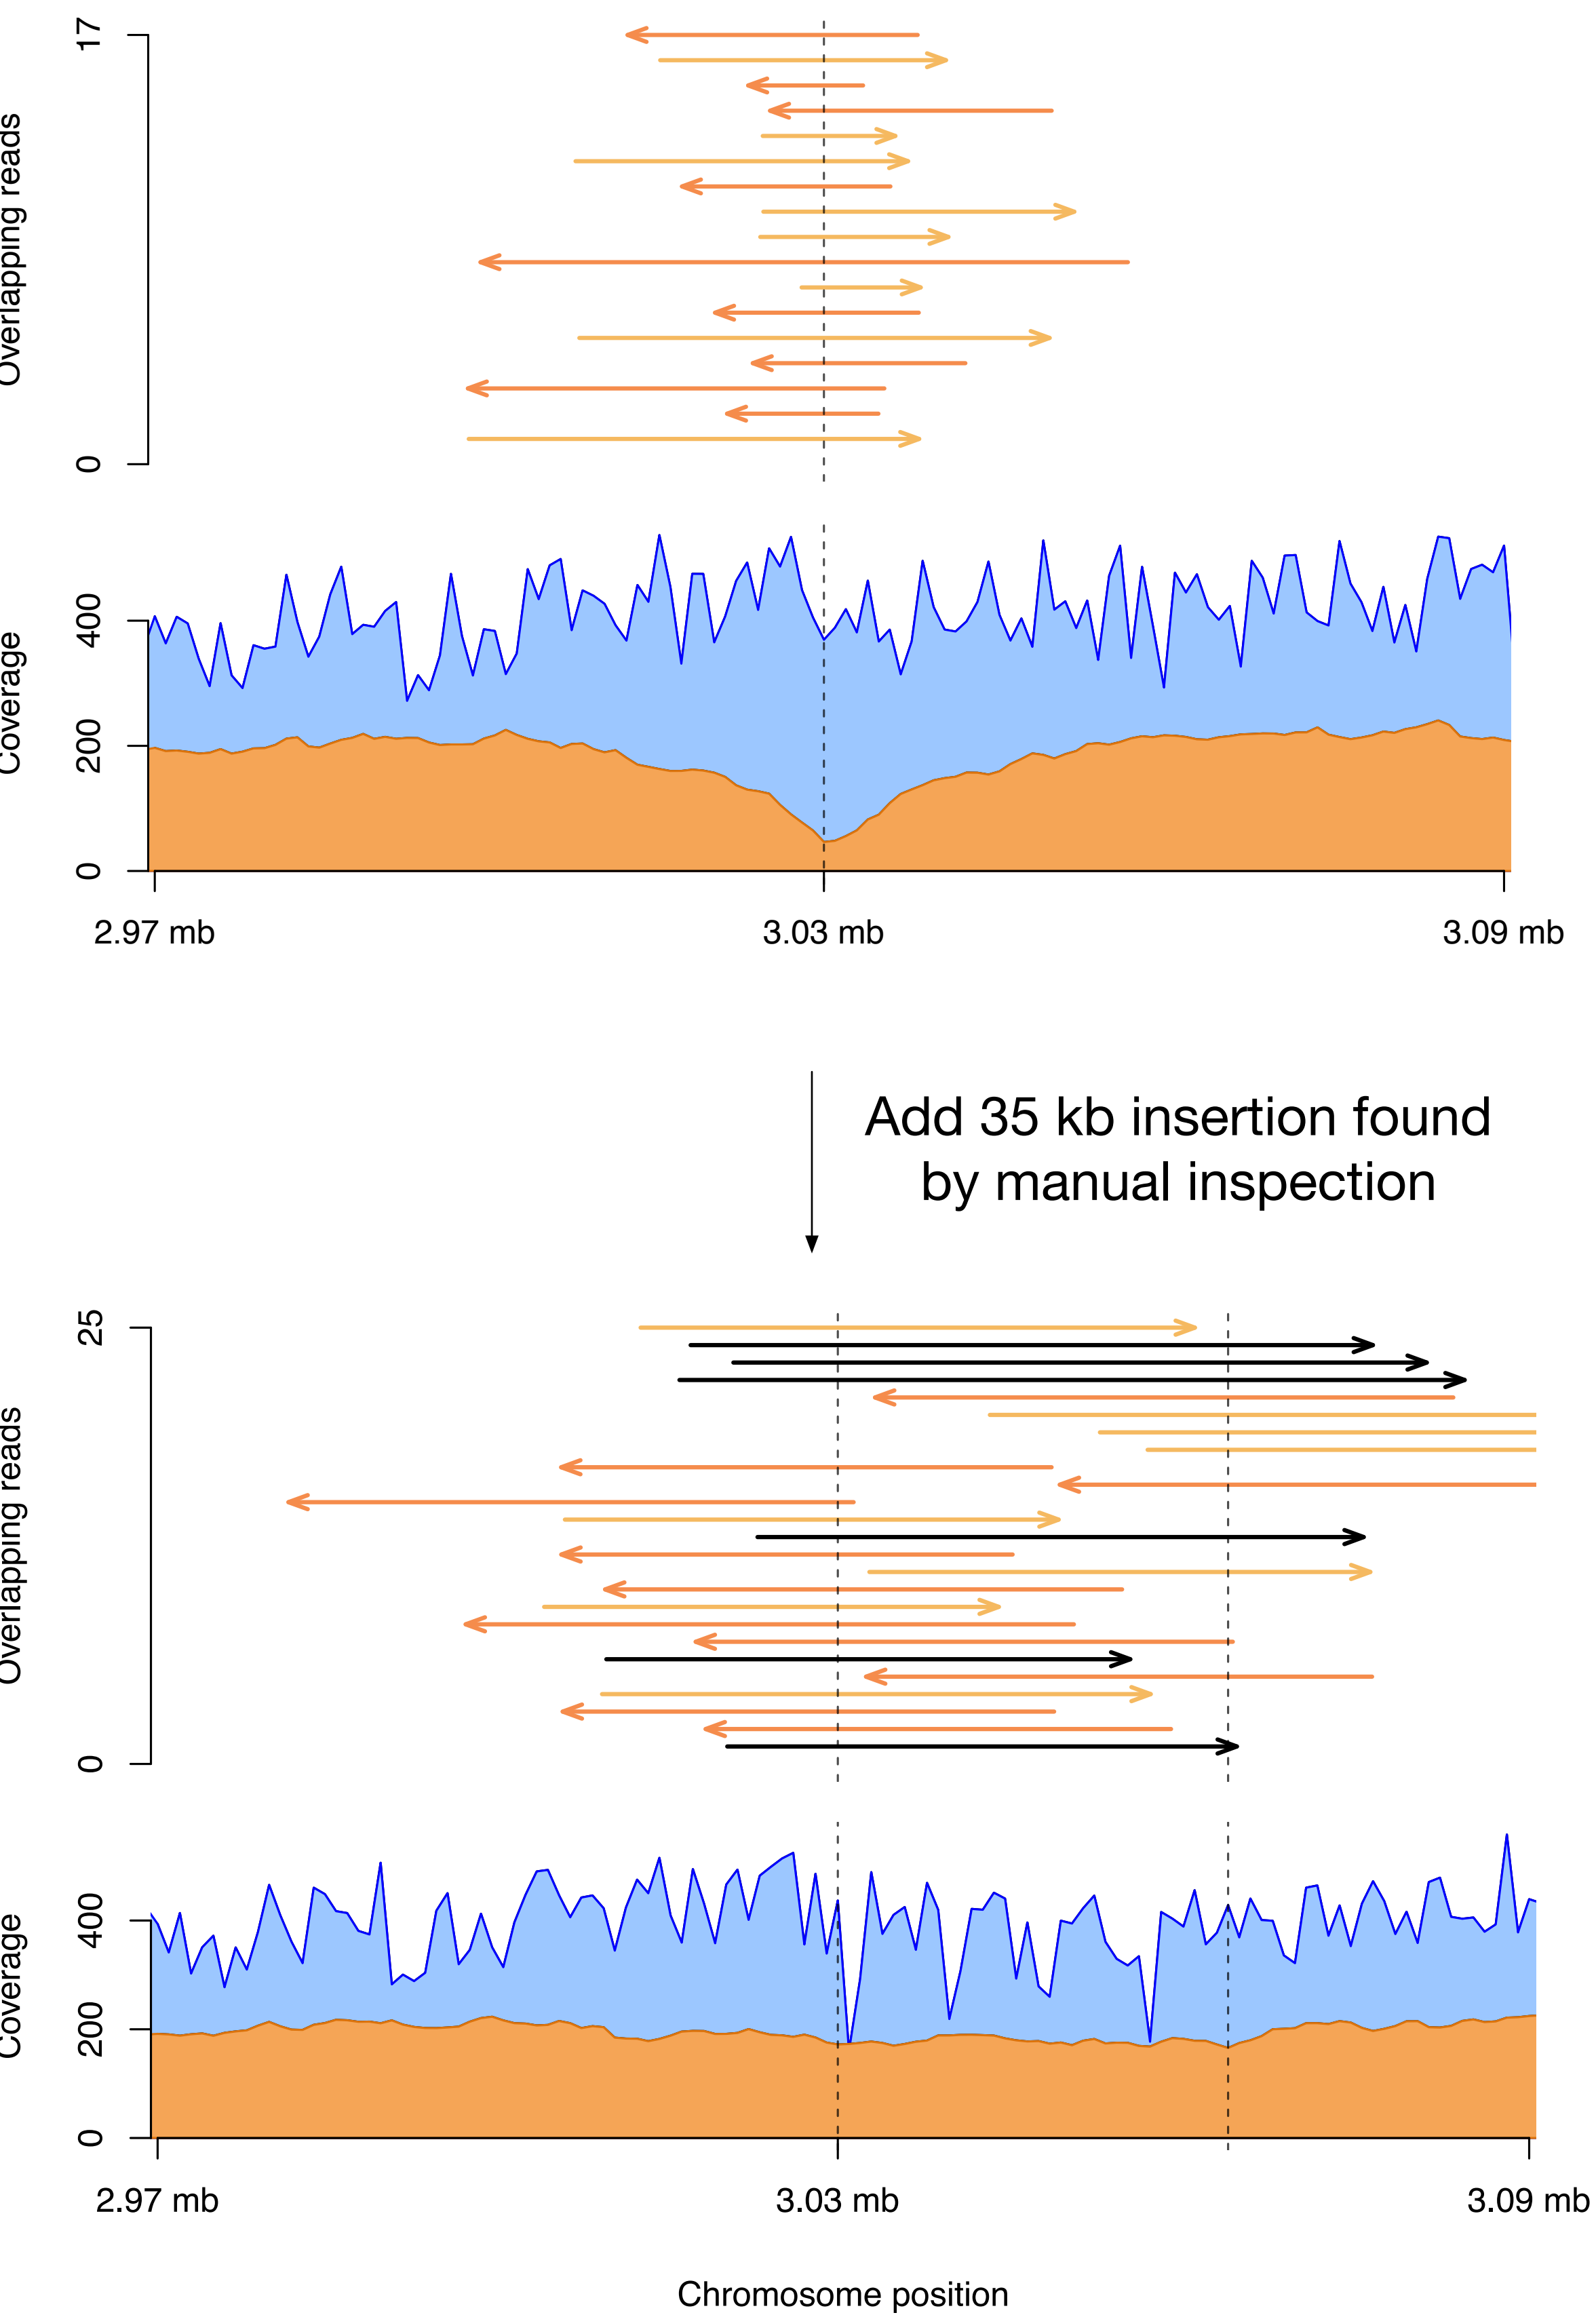 17
Overlapping reads
0
400
200
0
Coverage
2.97 mb
3.03 mb
3.09 mb
Add 35 kb insertion found
by manual inspection
25
Overlapping reads
0
400
200
0
Coverage
2.97 mb
3.03 mb
3.09 mb
Chromosome position